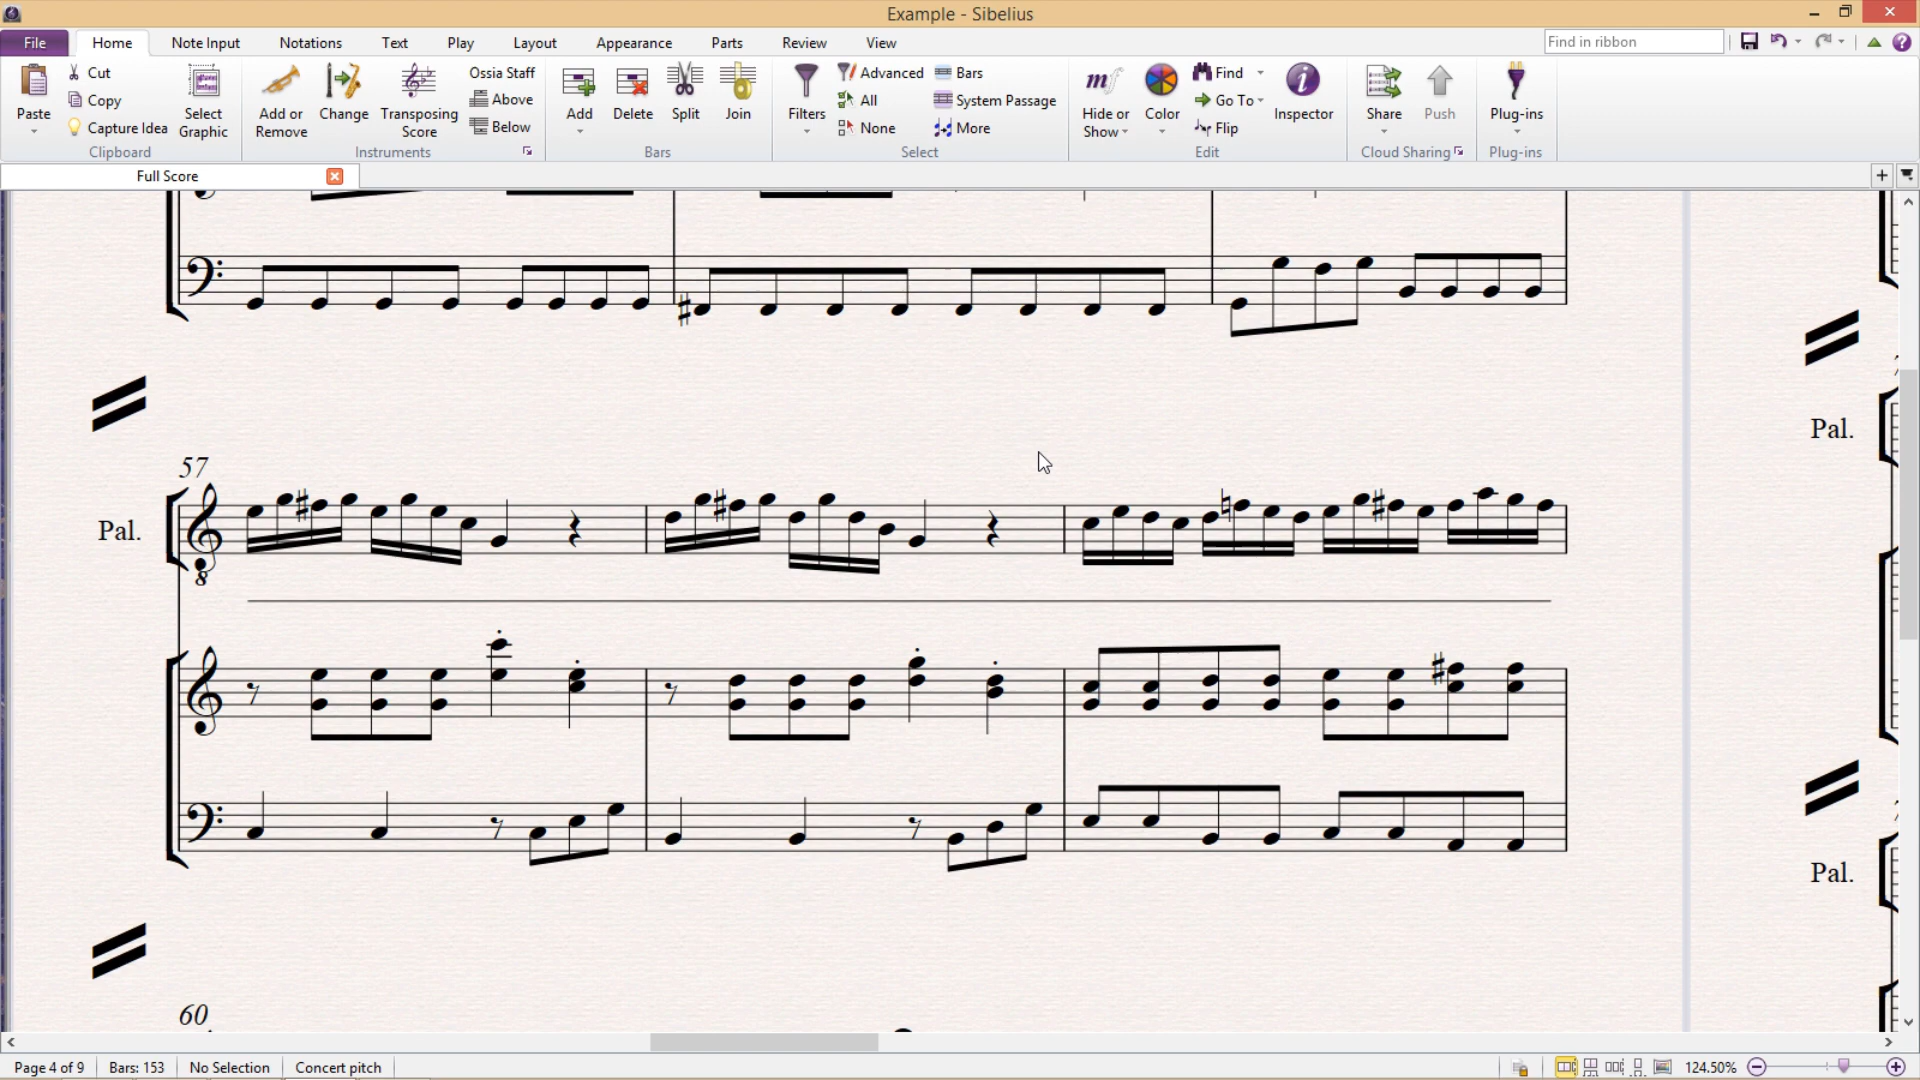 Example - Sibelius
File Home Note Input Notations Text Play Layout Appearance Parts Review View Find in ribbon
Paste Cut Copy Capture Idea Select Graphic
Clipboard
Add or Remove Change Transposing Score Ossia Staff Above Below
Instruments
Add Delete Split Join
Bars
Filters Advanced All None Bars System Passage More
Select
Hide or Show Color Find Go To Flip Inspector
Edit
Share Push
Cloud Sharing
Plug-ins
Plug-ins
Full Score
57
Pal.
8
Pal.
Pal.
60
Page 4 of 9 Bars: 153 No Selection Concert pitch 124.50%